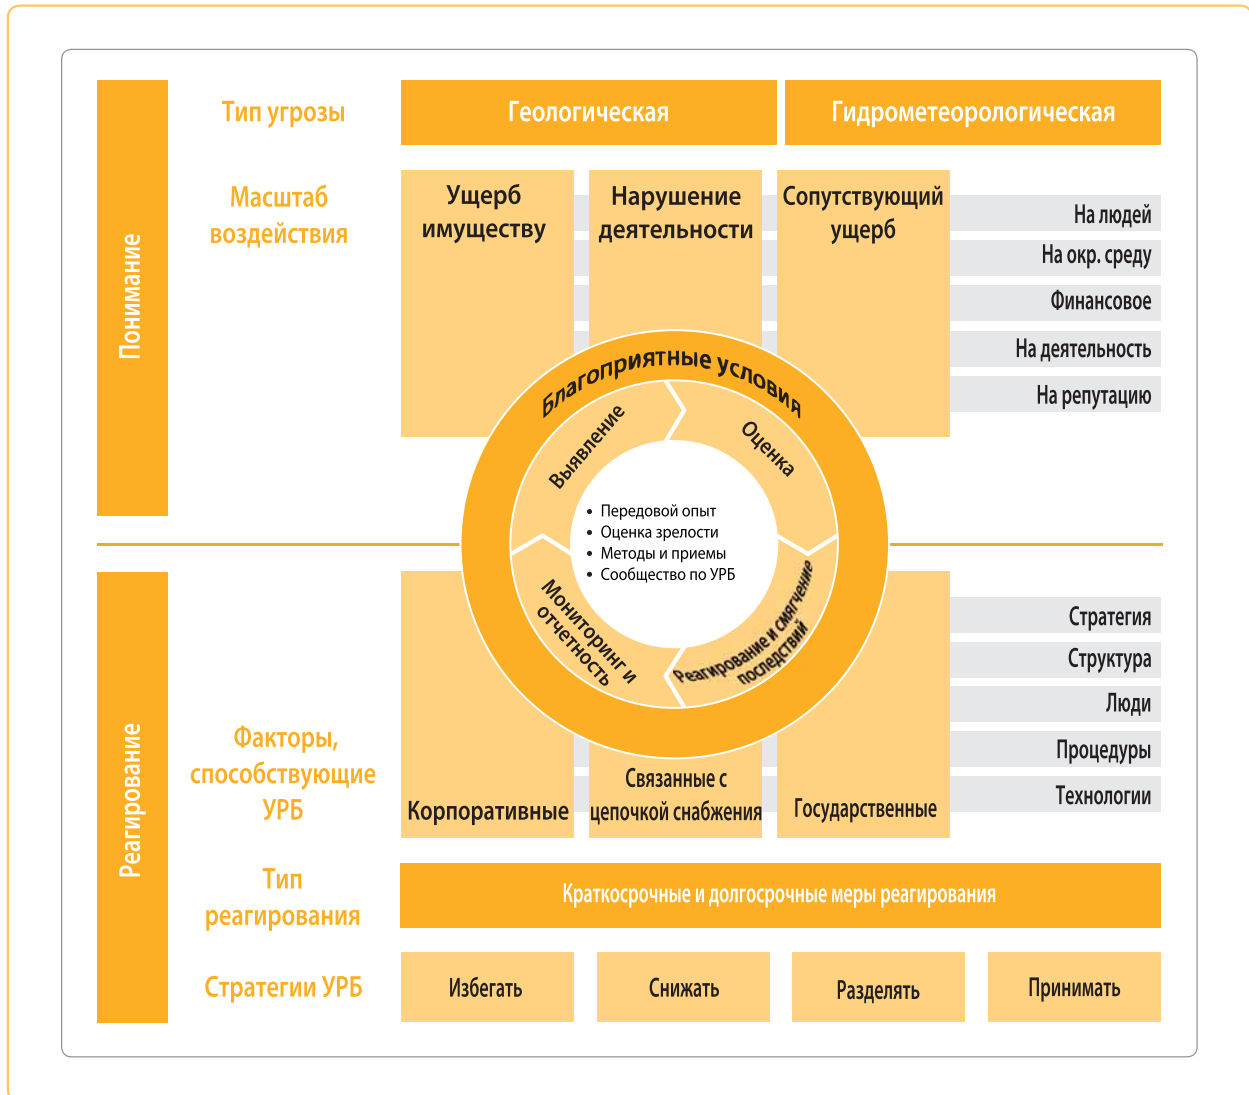 Понимание
Тип угрозы
Геологическая
Гидрометеорологическая
Масштаб
воздействия
Ущерб
имуществу
Нарушение
деятельности
Сопутствующий
ущерб
На людей
На окр. среду
Финансовое
На деятельность
На репутацию
Благоприятные условия
Выявление
Оценка
Реагирование и смягчение
последствий
Мониторинг и
отчетность
• Передовой опыт
• Оценка зрелости
• Методы и приемы
• Сообщество по УРБ
Реагирование
Факторы,
способствующие
УРБ
Корпоративные
Связанные с
цепочкой снабжения
Государственные
Стратегия
Структура
Люди
Процедуры
Технологии
Тип
реагирования
Краткосрочные и долгосрочные меры реагирования
Стратегии УРБ
Избегать
Снижать
Разделять
Принимать